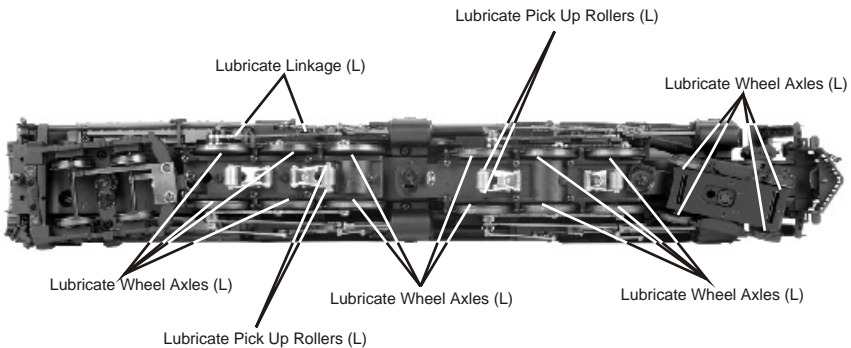 Lubricate Pick Up Rollers (L)
Lubricate Linkage (L)
Lubricate Wheel Axles (L)
Lubricate Wheel Axles (L)
Lubricate Wheel Axles (L)
Lubricate Wheel Axles (L)
Lubricate Pick Up Rollers (L)